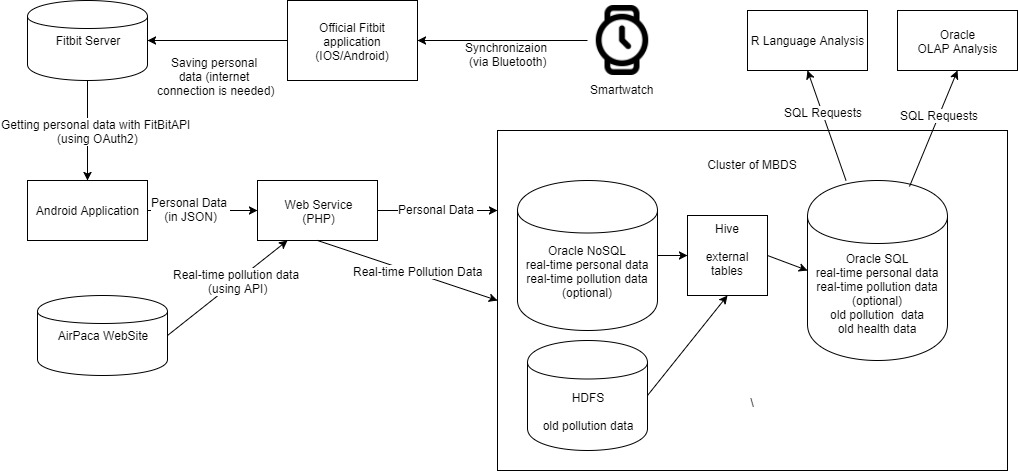 Fitbit Server
Official Fitbit
application
(IOS/Android)
Synchronizaion
(via Bluetooth)
Smartwatch
R Language Analysis
Oracle
OLAP Analysis
Saving personal
data (internet
connection is needed)
SQL Requests
SQL Requests
Getting personal data with FitBitAPI
(using OAuth2)
Cluster of MBDS
Android Application
Personal Data
(in JSON)
Web Service
(PHP)
Personal Data
Real-time pollution data
(using API)
Real-time Pollution Data
AirPaca WebSite
Oracle NoSQL
real-time personal data
real-time pollution data
(optional)
Hive
external
tables
Oracle SQL
real-time personal data
real-time pollution data
(optional)
old pollution data
old health data
HDFS
old pollution data
\